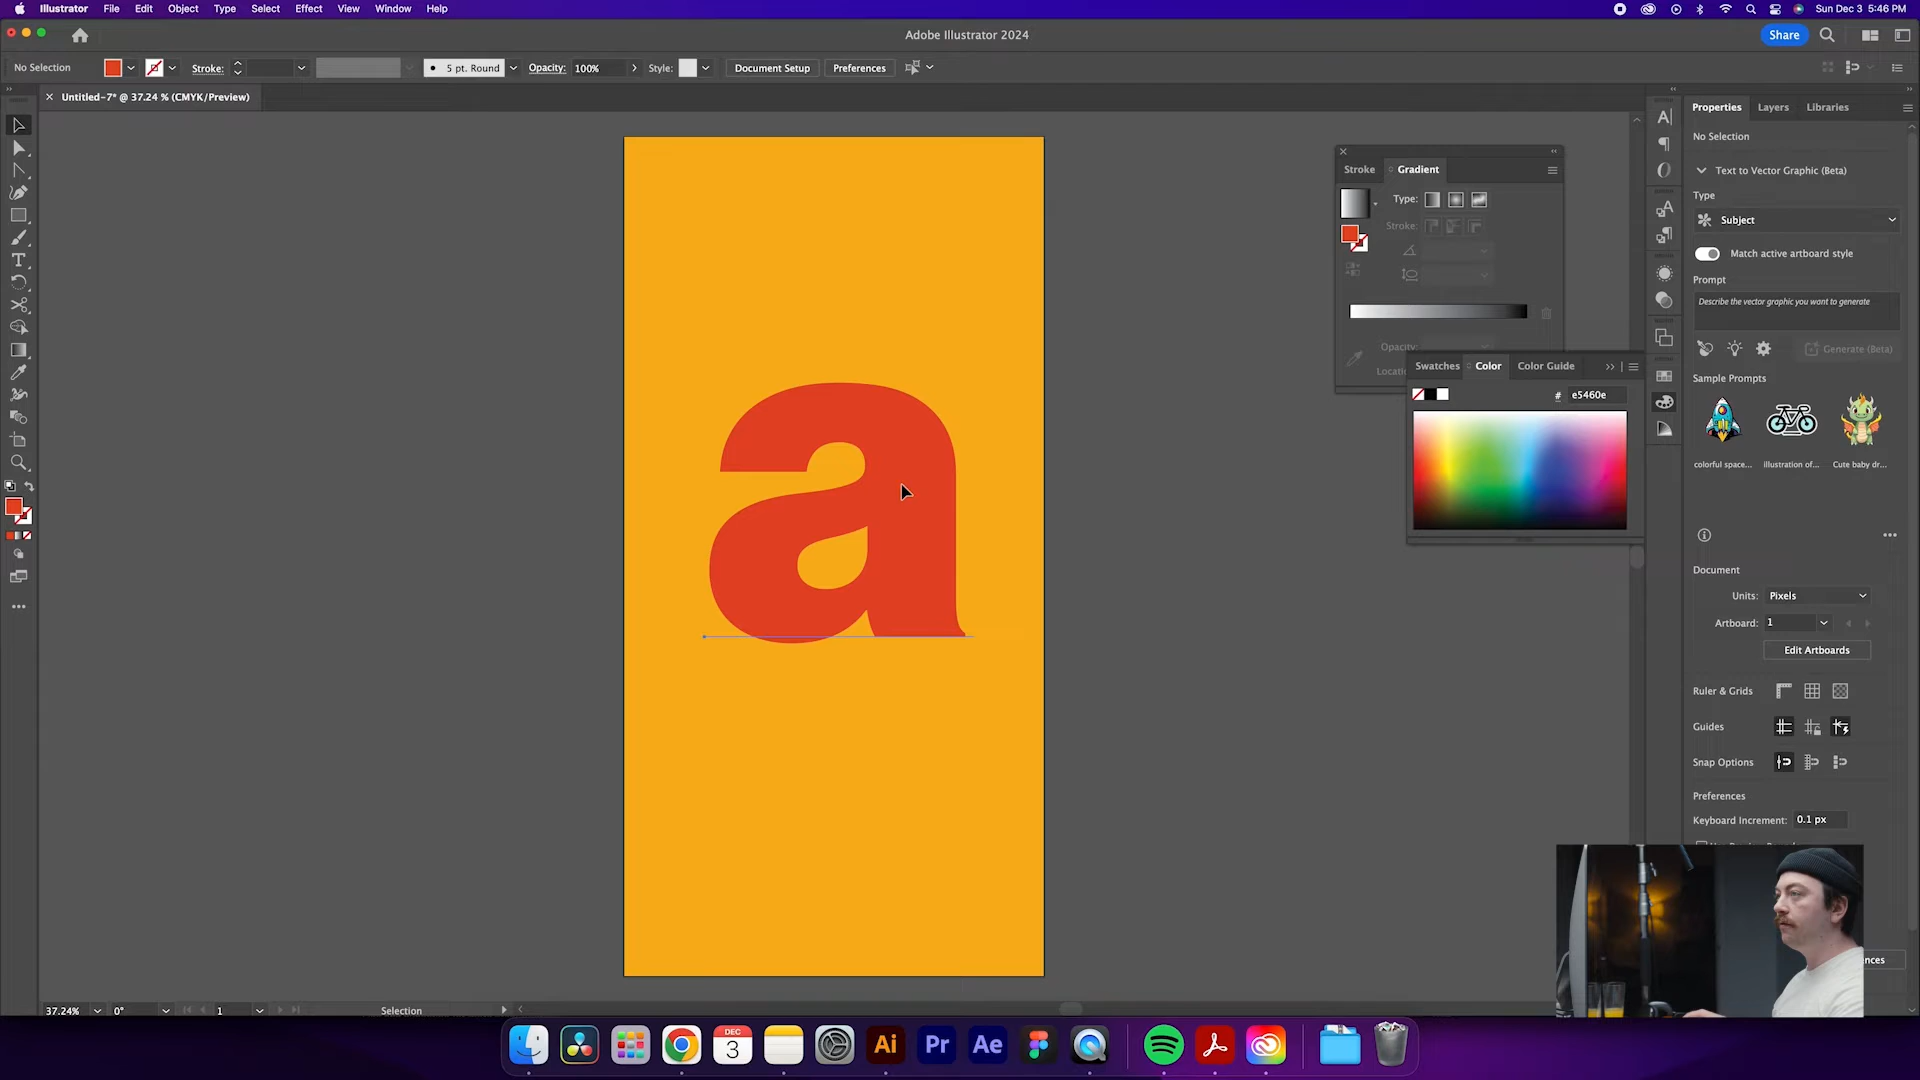 Illustrator File Edit Object Type Select Effect View Window Help
Sun Dec 3 5:46 PM
Adobe Illustrator 2024
Share
No Selection
Stroke:
5 pt. Round
Opacity: 100%
Style:
Document Setup
Preferences
Untitled-7* @ 37.24 % (CMYK/Preview)
Properties Layers Libraries
No Selection
Text to Vector Graphic (Beta)
Type
Subject
Match active artboard style
Prompt
Describe the vector graphic you want to generate
Generate (Beta)
Sample Prompts
colorful space... illustration of... Cute baby dr...
Document
Units: Pixels
Artboard: 1
Edit Artboards
Ruler & Grids
Guides
Snap Options
Preferences
Keyboard Increment: 0.1 px
nces
Stroke Gradient
Type:
Stroke:
Opacity:
Locati
Swatches Color Color Guide
# e5460e
a
37.24% 0° 1 Selection
DEC
3
Ai Pr Ae